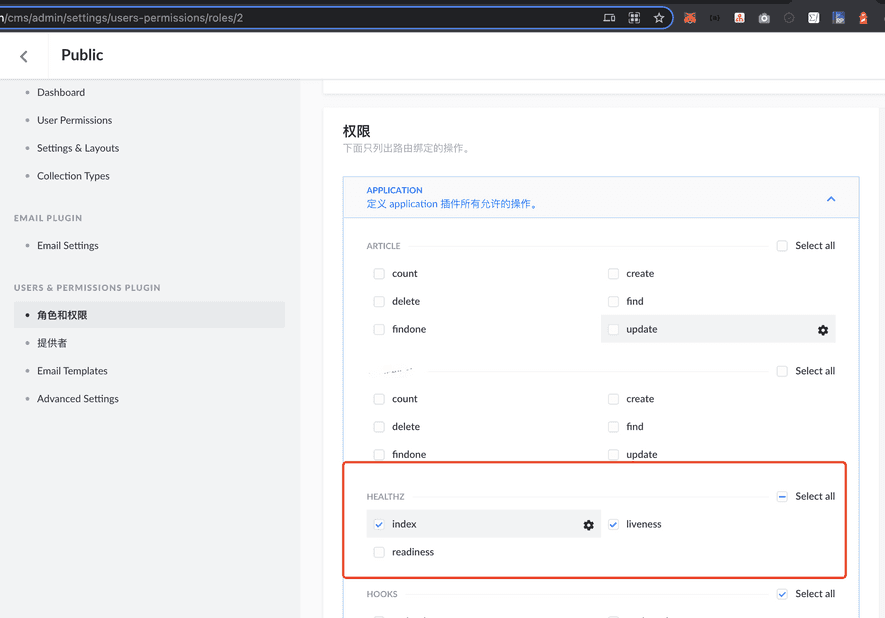 /cms/admin/settings/users-permissions/roles/2
Public
Dashboard
User Permissions
Settings & Layouts
Collection Types
EMAIL PLUGIN
Email Settings
USERS & PERMISSIONS PLUGIN
角色和权限
提供者
Email Templates
Advanced Settings
权限
下面只列出路由绑定的操作。
APPLICATION
定义 application 插件所有允许的操作。
ARTICLE Select all
count create
delete find
findone update
Select all
count create
delete find
findone update
HEALTHZ Select all
index liveness
readiness
HOOKS Select all